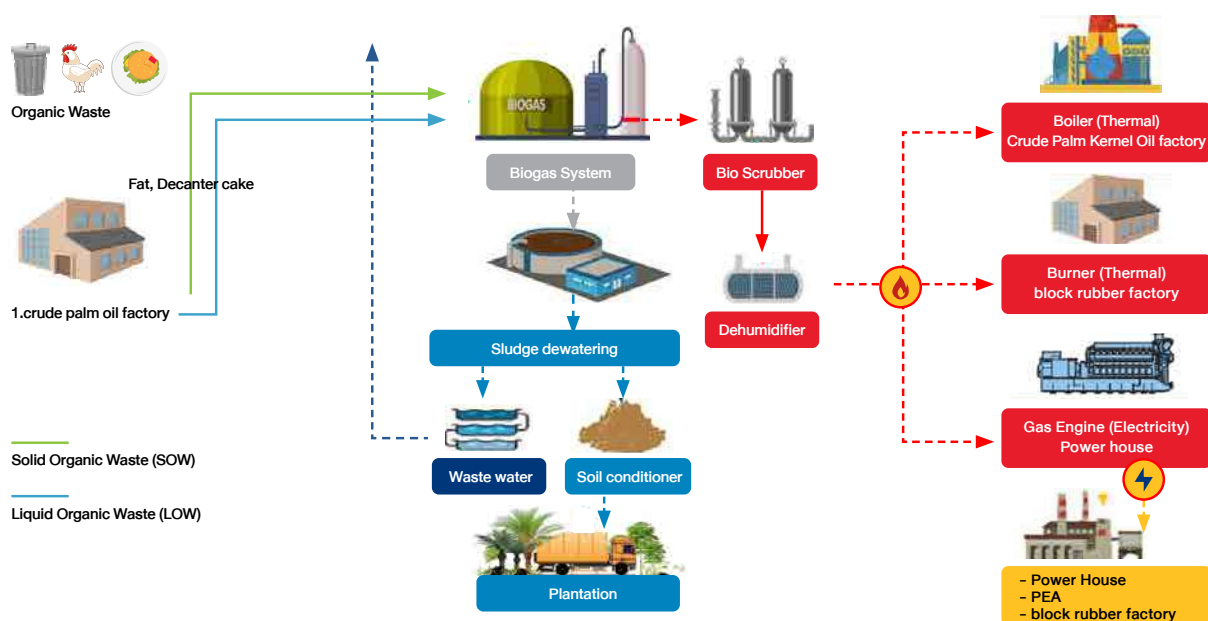 Organic Waste
Fat, Decanter cake
1.crude palm oil factory
Solid Organic Waste (SOW)
Liquid Organic Waste (LOW)
BIOGAS
Biogas System
Bio Scrubber
Dehumidifier
Sludge dewatering
Waste water
Soil conditioner
Plantation
Boiler (Thermal)
Crude Palm Kernel Oil factory
Burner (Thermal)
block rubber factory
Gas Engine (Electricity)
Power house
- Power House
- PEA
- block rubber factory